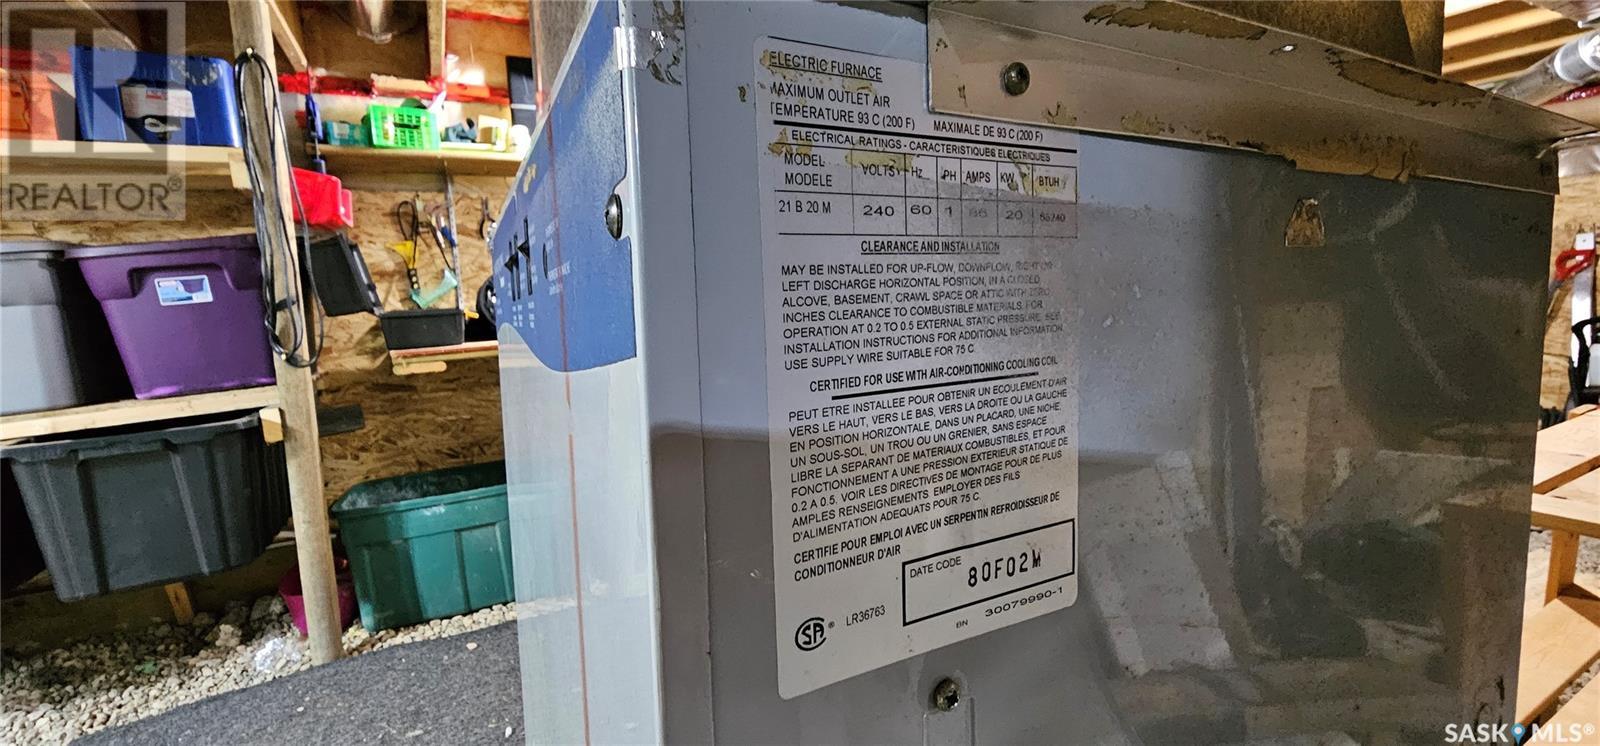 REALTOR®
ELECTRIC FURNACE
MAXIMUM OUTLET AIR
TEMPERATURE 93 C (200 F) MAXIMALE DE 93 C (200 F)
ELECTRICAL RATINGS - CARACTERISTIQUES ELECTRIQUES
MODEL VOLTS Hz PH AMPS KW BTUH
MODELE
21 B 20 M 240 60 1 20
CLEARANCE AND INSTALLATION
MAY BE INSTALLED FOR UP-FLOW, DOWNFLOW, RIGHT OR
LEFT DISCHARGE HORIZONTAL POSITION, IN A CLOSED
ALCOVE, BASEMENT, CRAWL SPACE OR ATTIC WITH ZERO
INCHES CLEARANCE TO COMBUSTIBLE MATERIALS, FOR
OPERATION AT 0.2 TO 0.5 EXTERNAL STATIC PRESSURE. SEE
INSTALLATION INSTRUCTIONS FOR ADDITIONAL INFORMATION
USE SUPPLY WIRE SUITABLE FOR 75 C
CERTIFIED FOR USE WITH AIR-CONDITIONING COOLING COIL
PEUT ETRE INSTALLEE POUR OBTENIR UN ECOULEMENT D'AIR
VERS LE HAUT, VERS LE BAS, VERS LA DROITE OU LA GAUCHE
EN POSITION HORIZONTALE, DANS UN PLACARD, UNE NICHE,
UN SOUS-SOL, UN TROU OU UN GRENIER, SANS ESPACE
LIBRE LA SEPARANT DE MATERIAUX COMBUSTIBLES, ET POUR
FONCTIONNEMENT A UNE PRESSION EXTERIEURE STATIQUE DE
0.2 A 0.5. VOIR LES DIRECTIVES DE MONTAGE POUR DE PLUS
AMPLES RENSEIGNEMENTS EMPLOYER DES FILS
D'ALIMENTATION ADEQUATS POUR 75 C.
CERTIFIE POUR EMPLOI AVEC UN SERPENTIN REFROIDISSEUR DE
CONDITIONNEUR D'AIR
DATE CODE 80F02M
SA® LR36763
BN 30079990-1
SASK MLS®